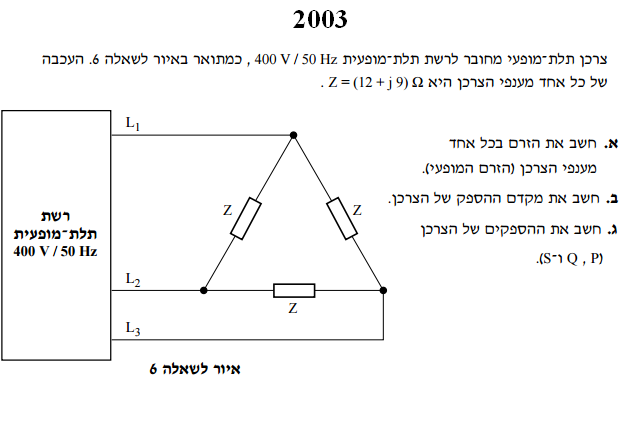 2003
צרכן תלת־מופעי מחובר לרשת תלת־מופעית 400 V / 50 Hz , כמתואר באיור לשאלה 6. העכבה
של כל אחד מענפי הצרכן היא Z = (12 + j 9) Ω .
א. חשב את הזרם בכל אחד
מענפי הצרכן (הזרם המופעי).
ב. חשב את מקדם ההספק של הצרכן.
ג. חשב את ההספקים של הצרכן
(P , Q ו־S).
רשת
תלת־מופעית
400 V / 50 Hz
L1
Z
Z
L2
Z
L3
איור לשאלה 6